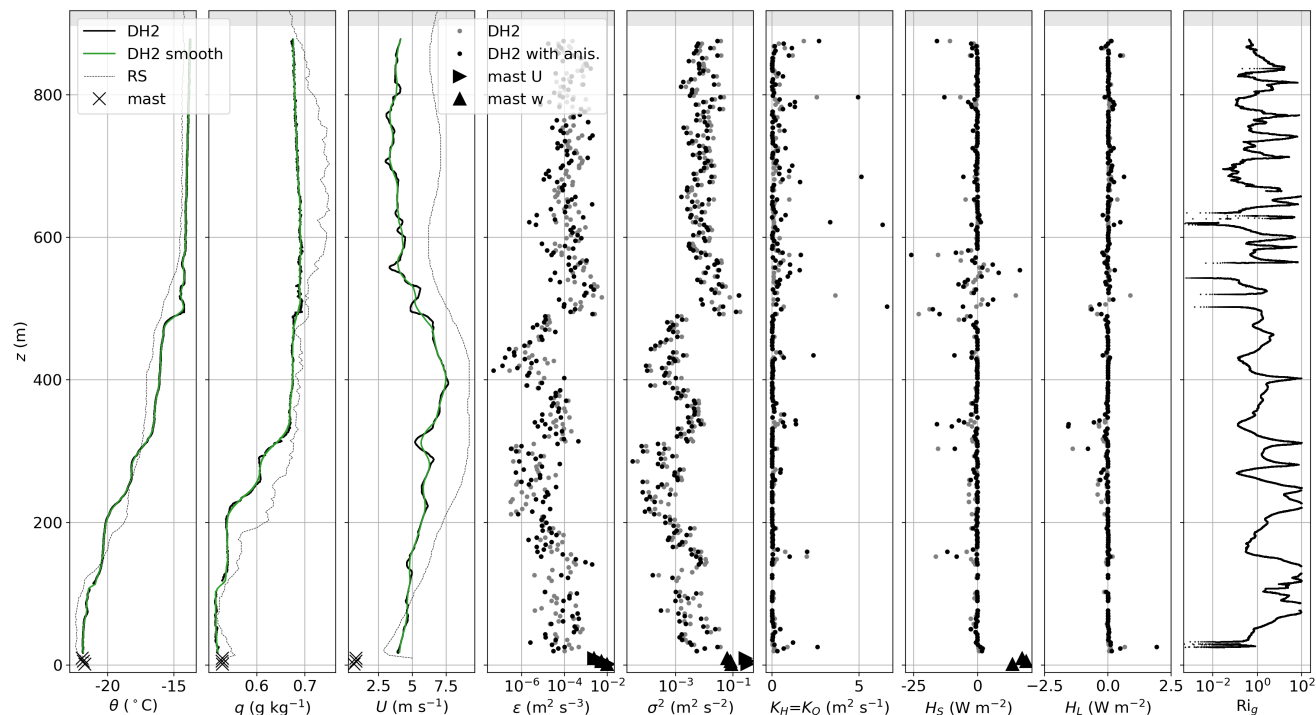 DH2
DH2 smooth
RS
mast
DH2
DH2 with anis.
mast U
mast w
800
600
400
200
0
z (m)
−20 −15
0.6 0.7
2.5 5.0 7.5
10⁻⁶ 10⁻²
10⁻³ 10⁻¹
0 5
−25 0
−2.5 0.0 2.5
10⁻² 10⁰ 10²
θ (°C)
q (g kg⁻¹)
U (m s⁻¹)
ε (m² s⁻³)
σ² (m² s⁻²)
K_H=K_Q (m² s⁻¹)
H_S (W m⁻²)
H_L (W m⁻²)
Ri_g